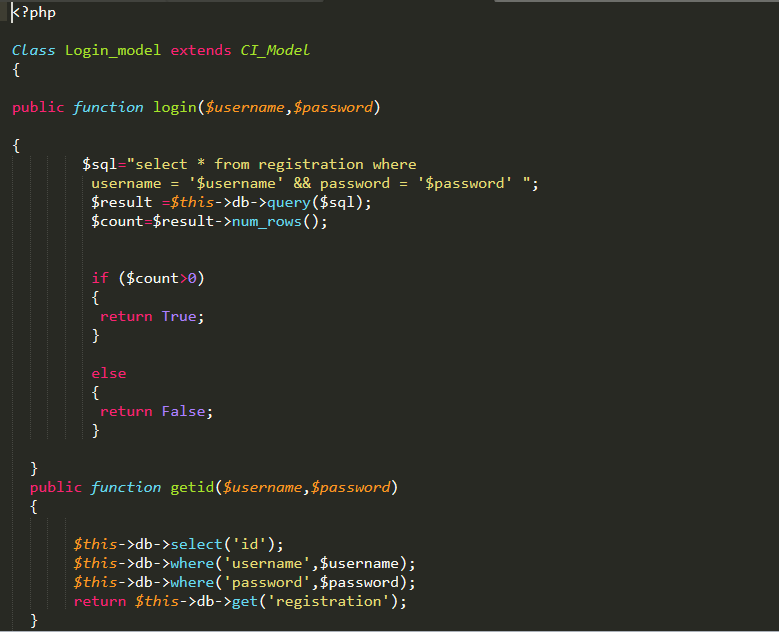 <?php
Class Login_model extends CI_Model
{
public function login($username,$password)
{
$sql="select * from registration where
username = '$username' && password = '$password' ";
$result =$this->db->query($sql);
$count=$result->num_rows();
if ($count>0)
{
return True;
}
else
{
return False;
}
}
public function getid($username,$password)
{
$this->db->select('id');
$this->db->where('username',$username);
$this->db->where('password',$password);
return $this->db->get('registration');
}